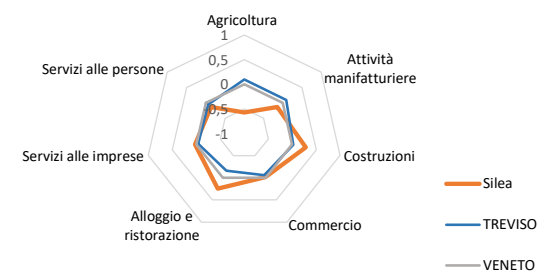 Agricoltura
1
0,5
0
-0,5
-1
Attività
manifatturiere
Costruzioni
Commercio
Alloggio e
ristorazione
Servizi alle imprese
Servizi alle persone
Silea
TREVISO
VENETO